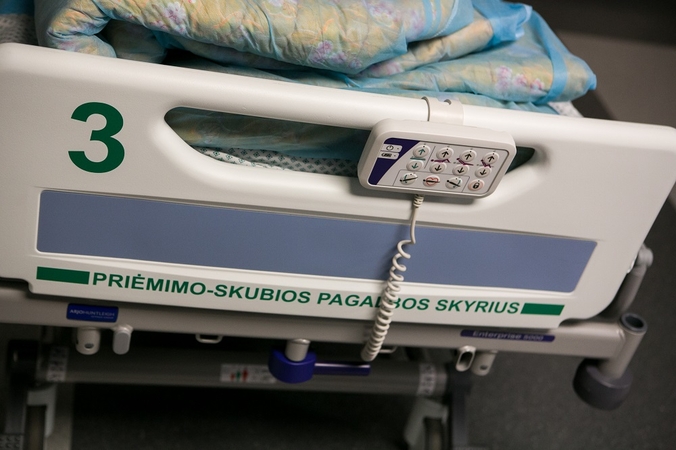 3
PRIĖMIMO-SKUBIOS PAGALBOS SKYRIUS
Enterprise 5000